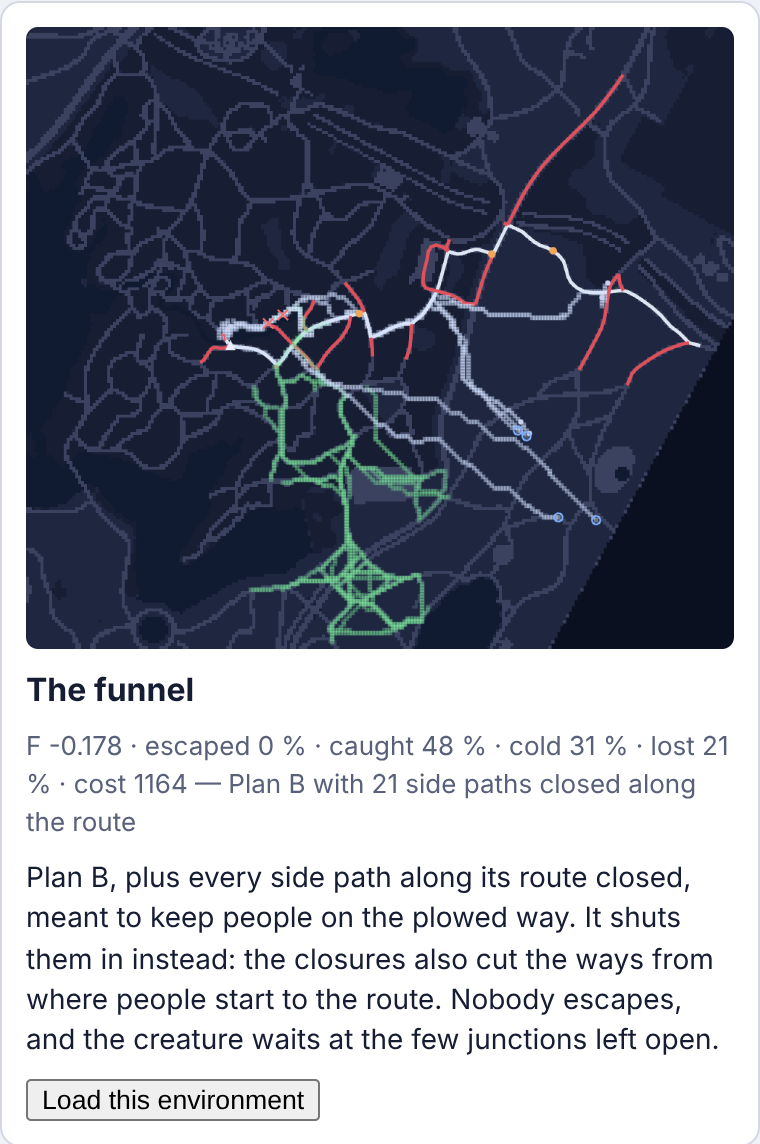 The funnel
F -0.178 · escaped 0 % · caught 48 % · cold 31 % · lost 21
% · cost 1164 — Plan B with 21 side paths closed along
the route
Plan B, plus every side path along its route closed,
meant to keep people on the plowed way. It shuts
them in instead: the closures also cut the ways from
where people start to the route. Nobody escapes,
and the creature waits at the few junctions left open.
Load this environment